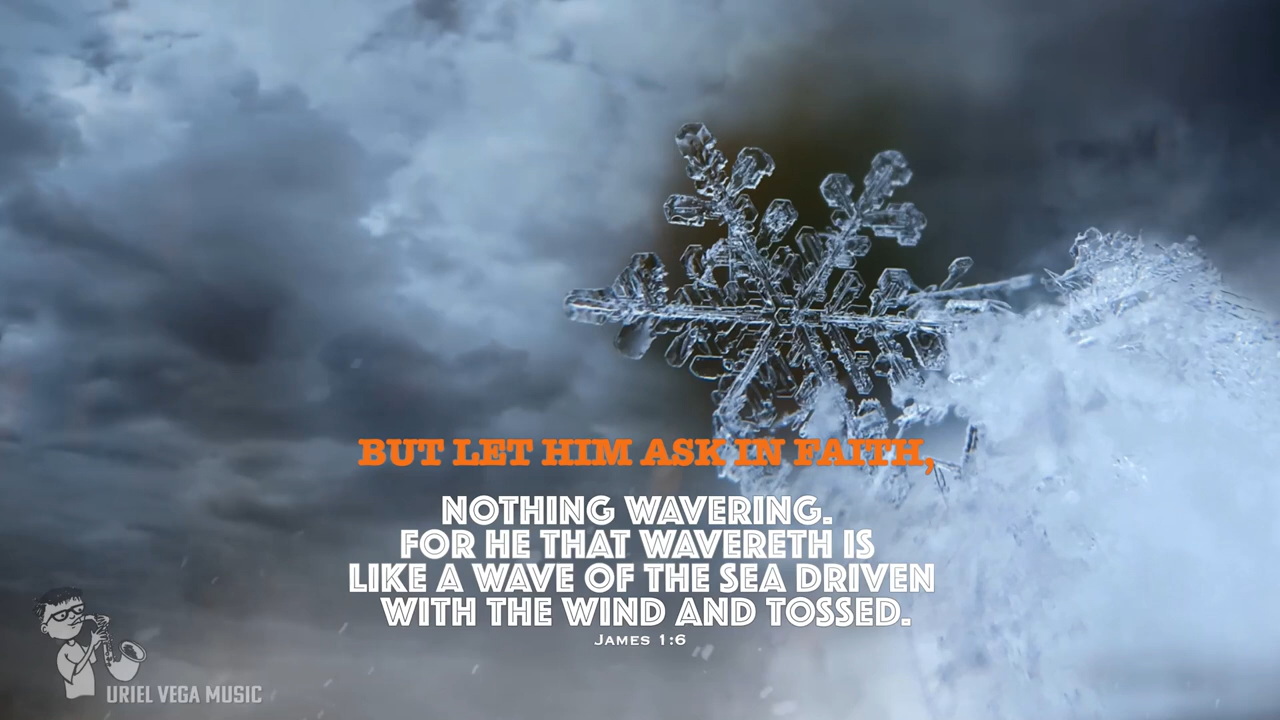 BUT LET HIM ASK IN FAITH,
NOTHING WAVERING.
FOR HE THAT WAVERETH IS
LIKE A WAVE OF THE SEA DRIVEN
WITH THE WIND AND TOSSED.
JAMES 1:6
URIEL VEGA MUSIC